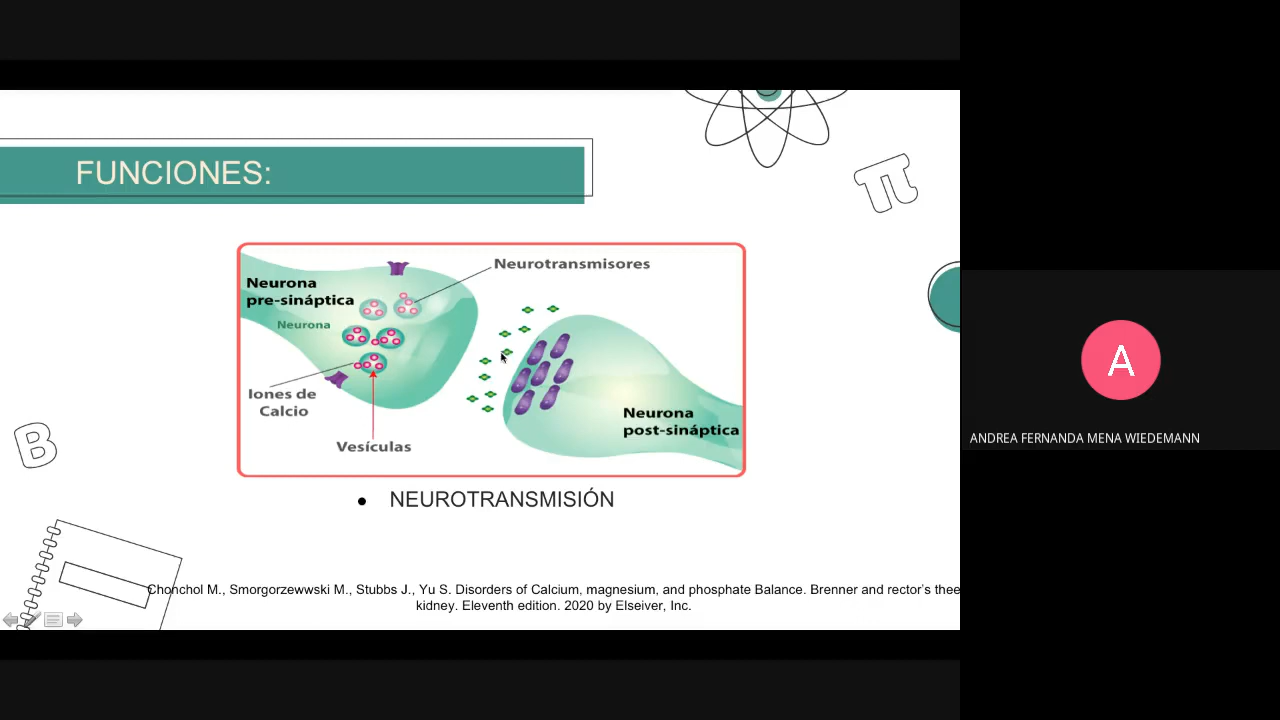 FUNCIONES:
Neurotransmisores
Neurona
pre-sináptica
Neurona
Iones de
Calcio
Vesículas
Neurona
post-sináptica
• NEUROTRANSMISIÓN
Chonchol M., Smorgorzewwski M., Stubbs J., Yu S. Disorders of Calcium, magnesium, and phosphate Balance. Brenner and rector's thee
kidney. Eleventh edition. 2020 by Elseiver, Inc.
π
B
A
ANDREA FERNANDA MENA WIEDEMANN